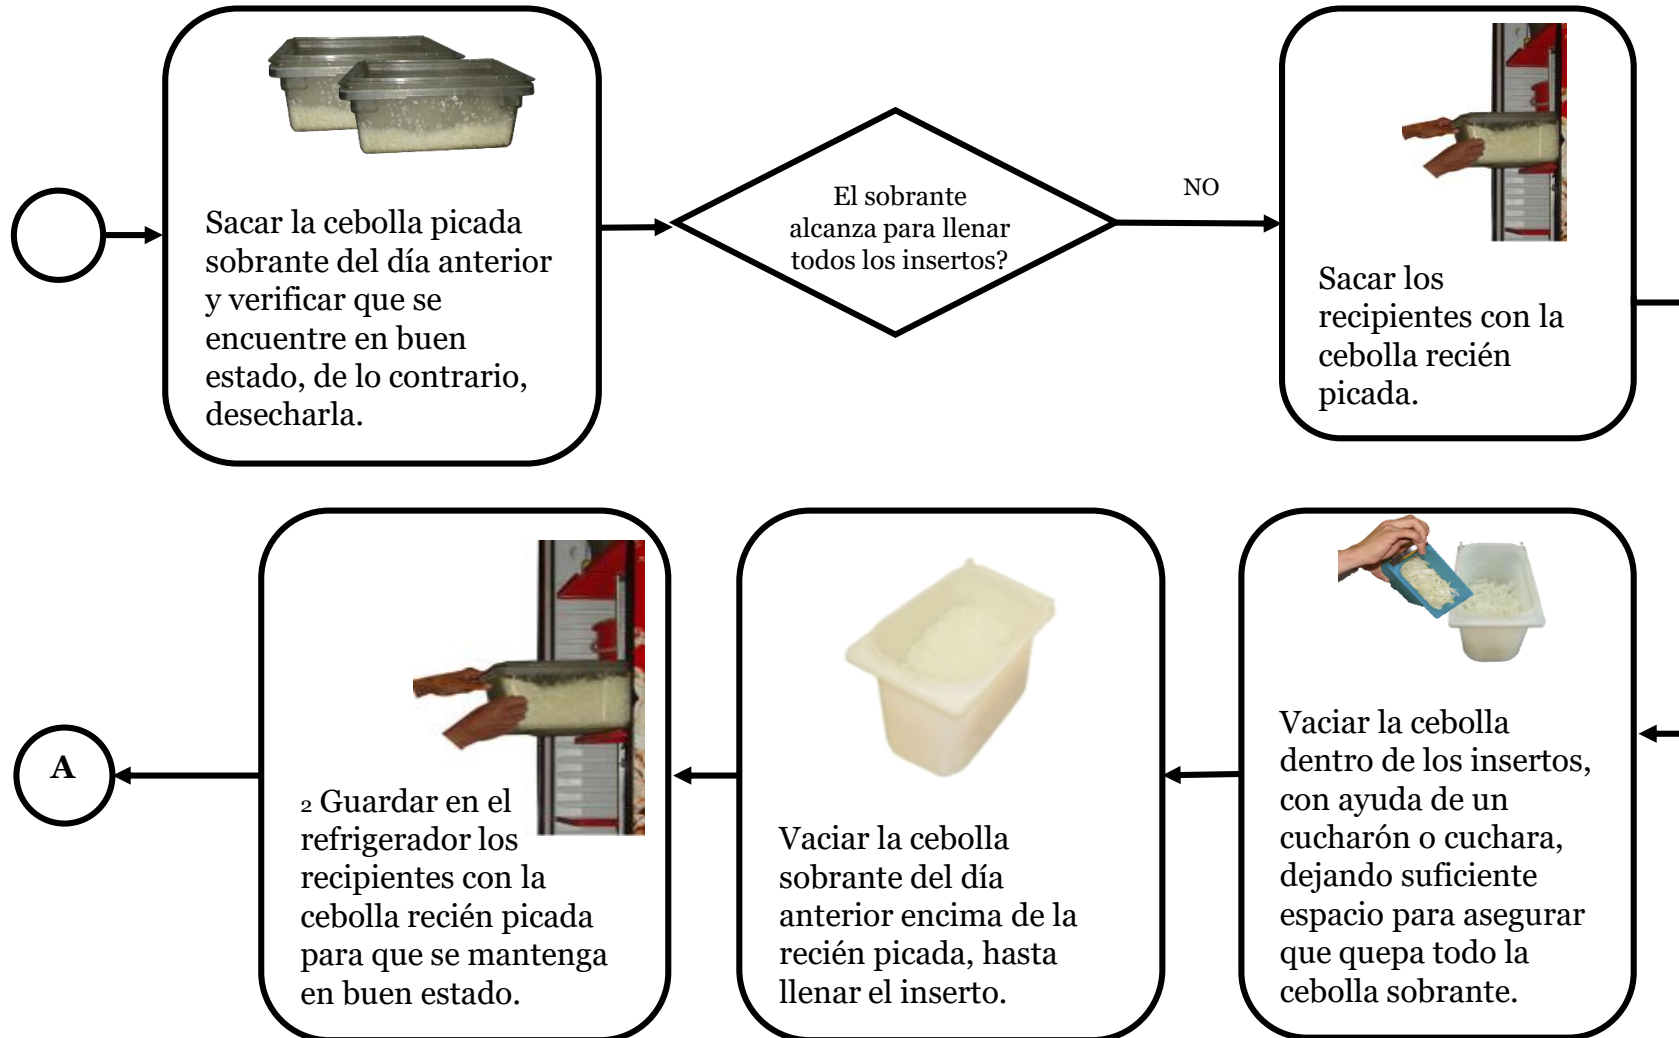 Sacar la cebolla picada
sobrante del día anterior
y verificar que se
encuentre en buen
estado, de lo contrario,
desecharla.
El sobrante
alcanza para llenar
todos los insertos?
NO
Sacar los
recipientes con la
cebolla recién
picada.
Vaciar la cebolla
dentro de los insertos,
con ayuda de un
cucharón o cuchara,
dejando suficiente
espacio para asegurar
que quepa todo la
cebolla sobrante.
Vaciar la cebolla
sobrante del día
anterior encima de la
recién picada, hasta
llenar el inserto.
2 Guardar en el
refrigerador los
recipientes con la
cebolla recién picada
para que se mantenga
en buen estado.
A